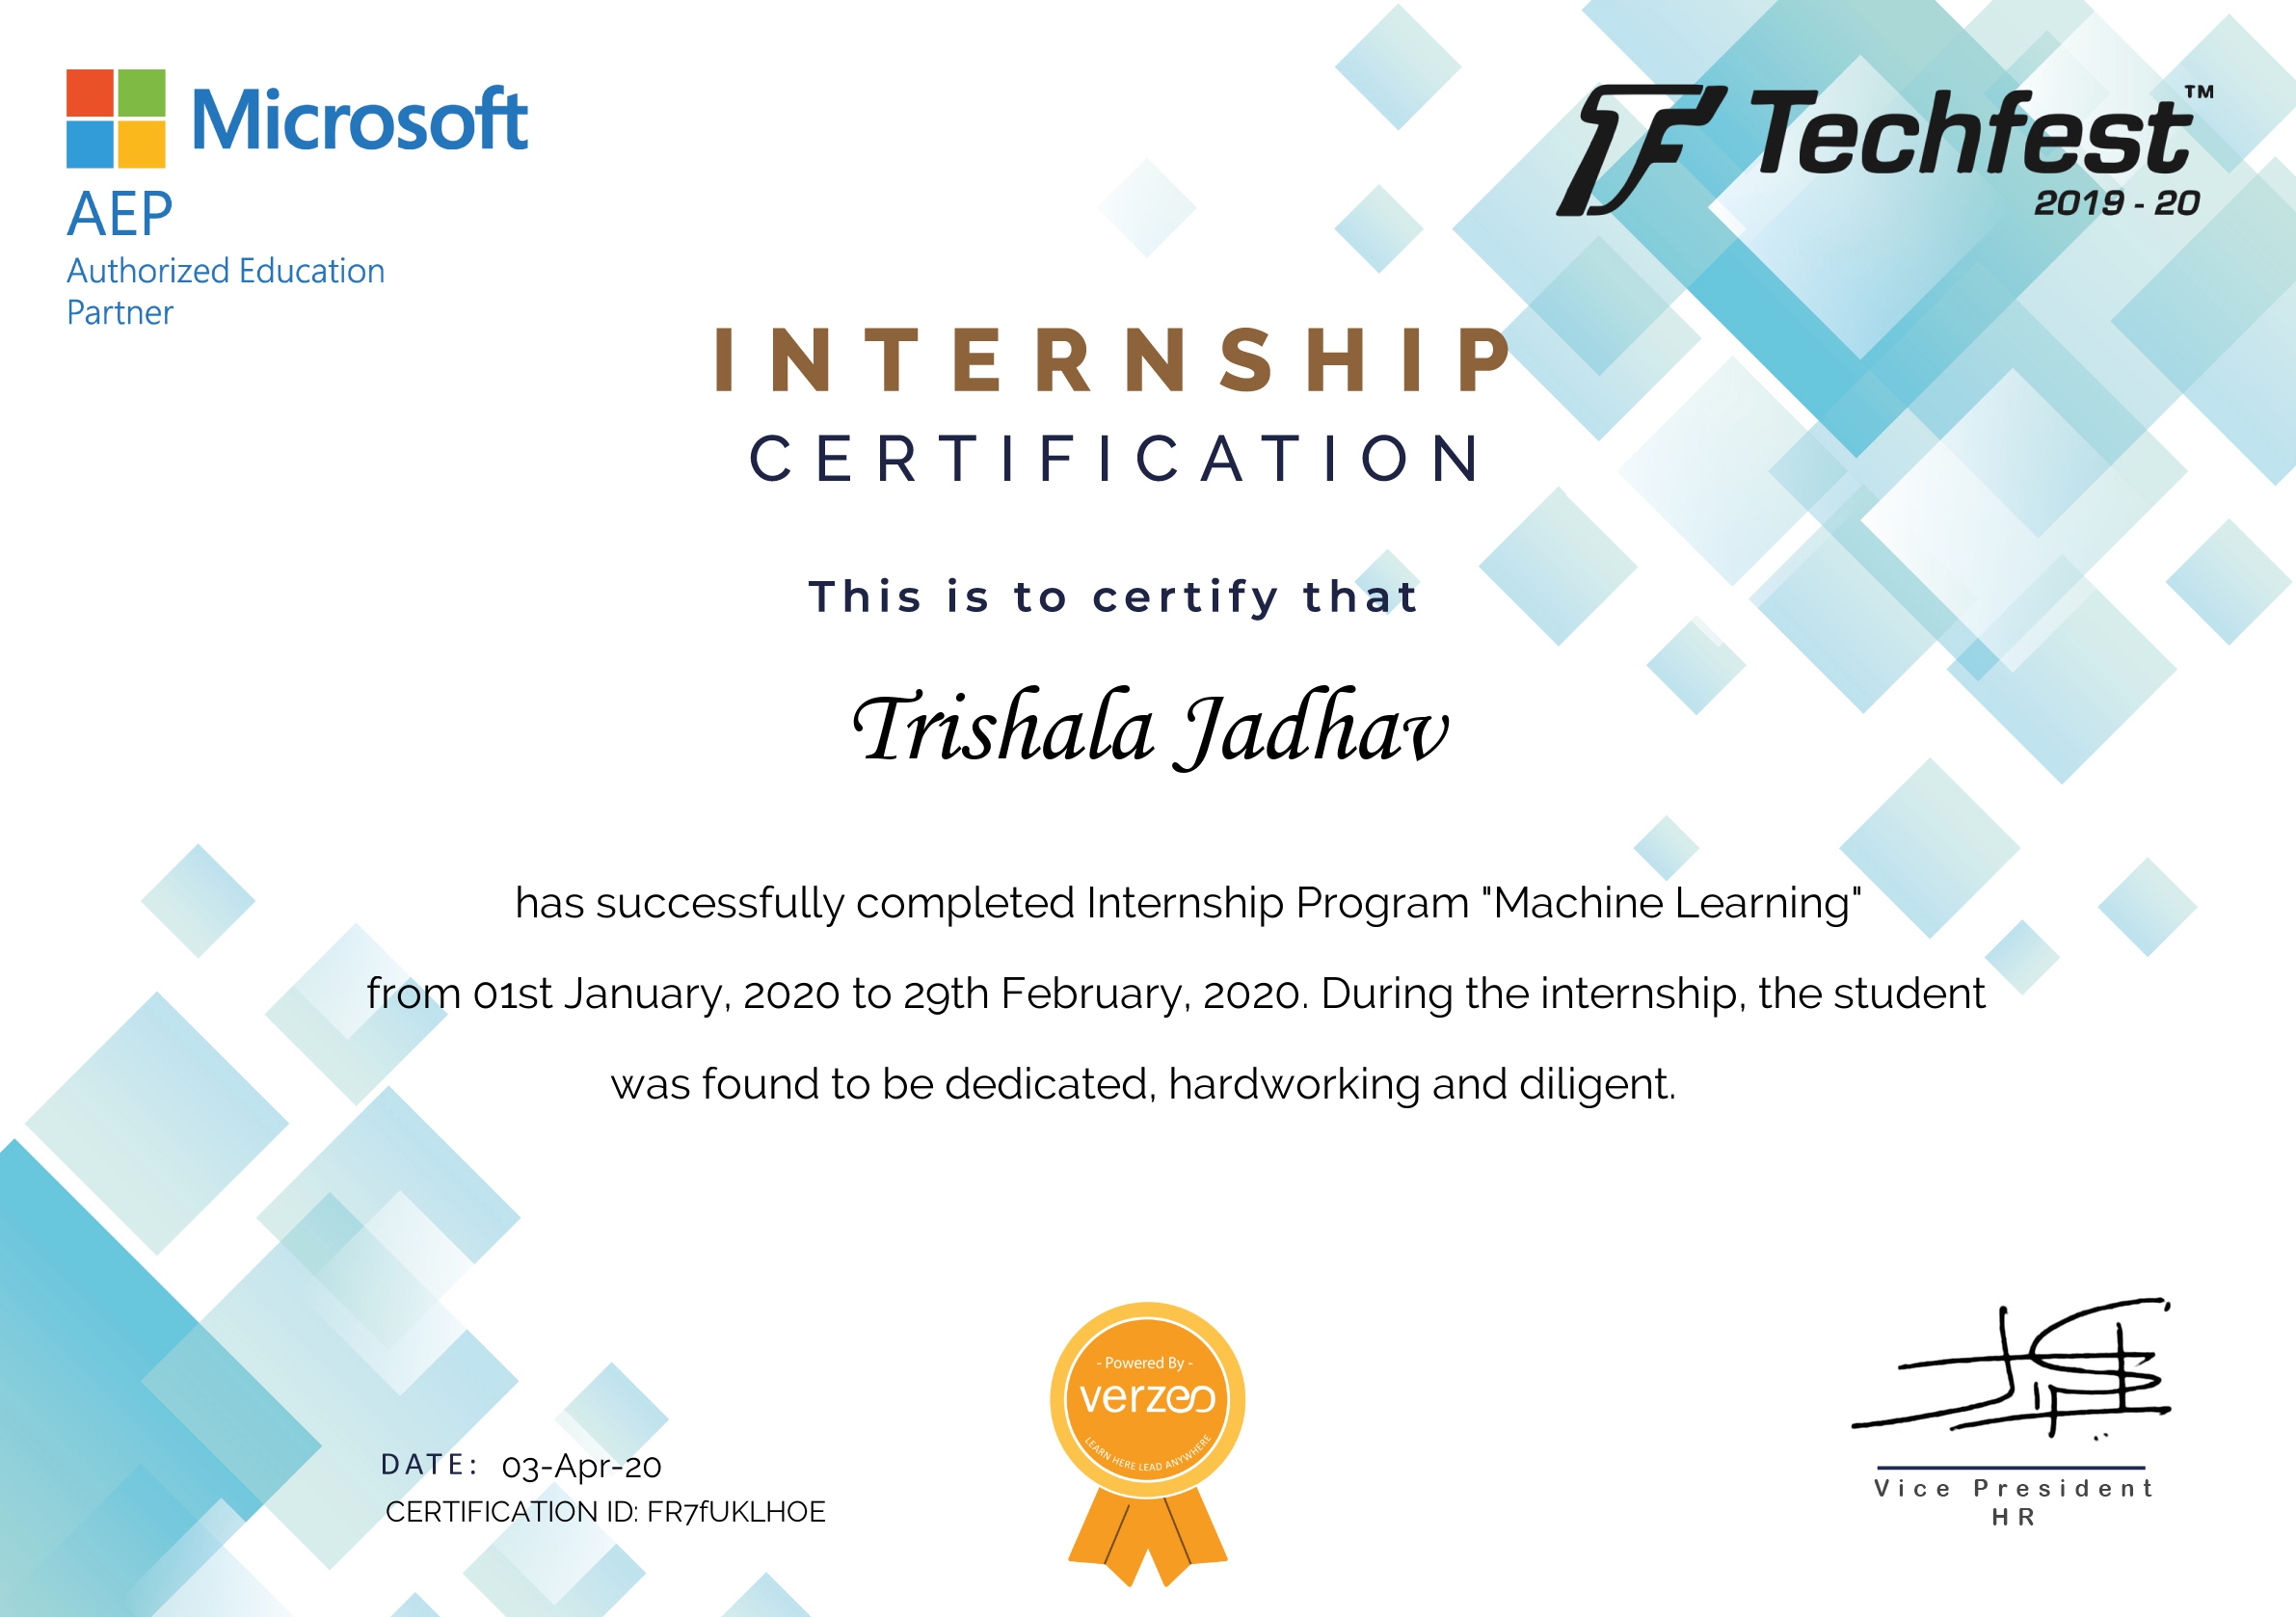 Microsoft
AEP
Authorized Education
Partner
Techfest™
2019 - 20
INTERNSHIP
CERTIFICATION
This is to certify that
Trishala Jadhav
has successfully completed Internship Program "Machine Learning"
from 01st January, 2020 to 29th February, 2020. During the internship, the student
was found to be dedicated, hardworking and diligent.
- Powered By -
verzeo
LEARN HERE LEAD ANYWHERE
DATE: 03-Apr-20
CERTIFICATION ID: FR7fUKLHOE
Vice President
HR